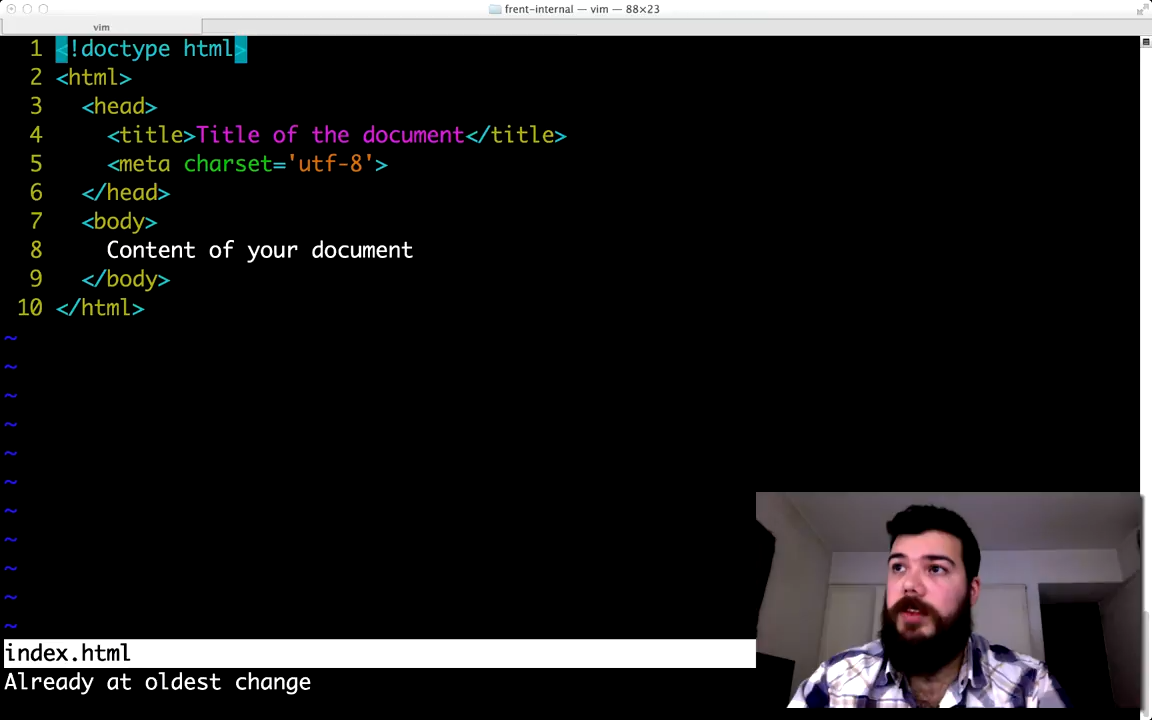 frent-internal — vim — 88×23
vim
1 <!doctype html>
2 <html>
3   <head>
4     <title>Title of the document</title>
5     <meta charset='utf-8'>
6   </head>
7   <body>
8     Content of your document
9   </body>
10 </html>
~
~
~
~
~
~
~
~
~
~
~
index.html
Already at oldest change